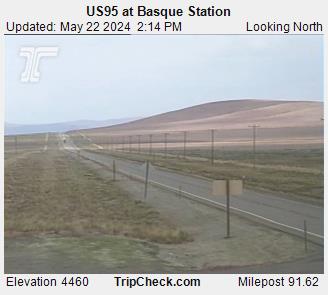 US95 at Basque Station
Updated: May 22 2024 2:14 PM Looking North
Elevation 4460 TripCheck.com Milepost 91.62